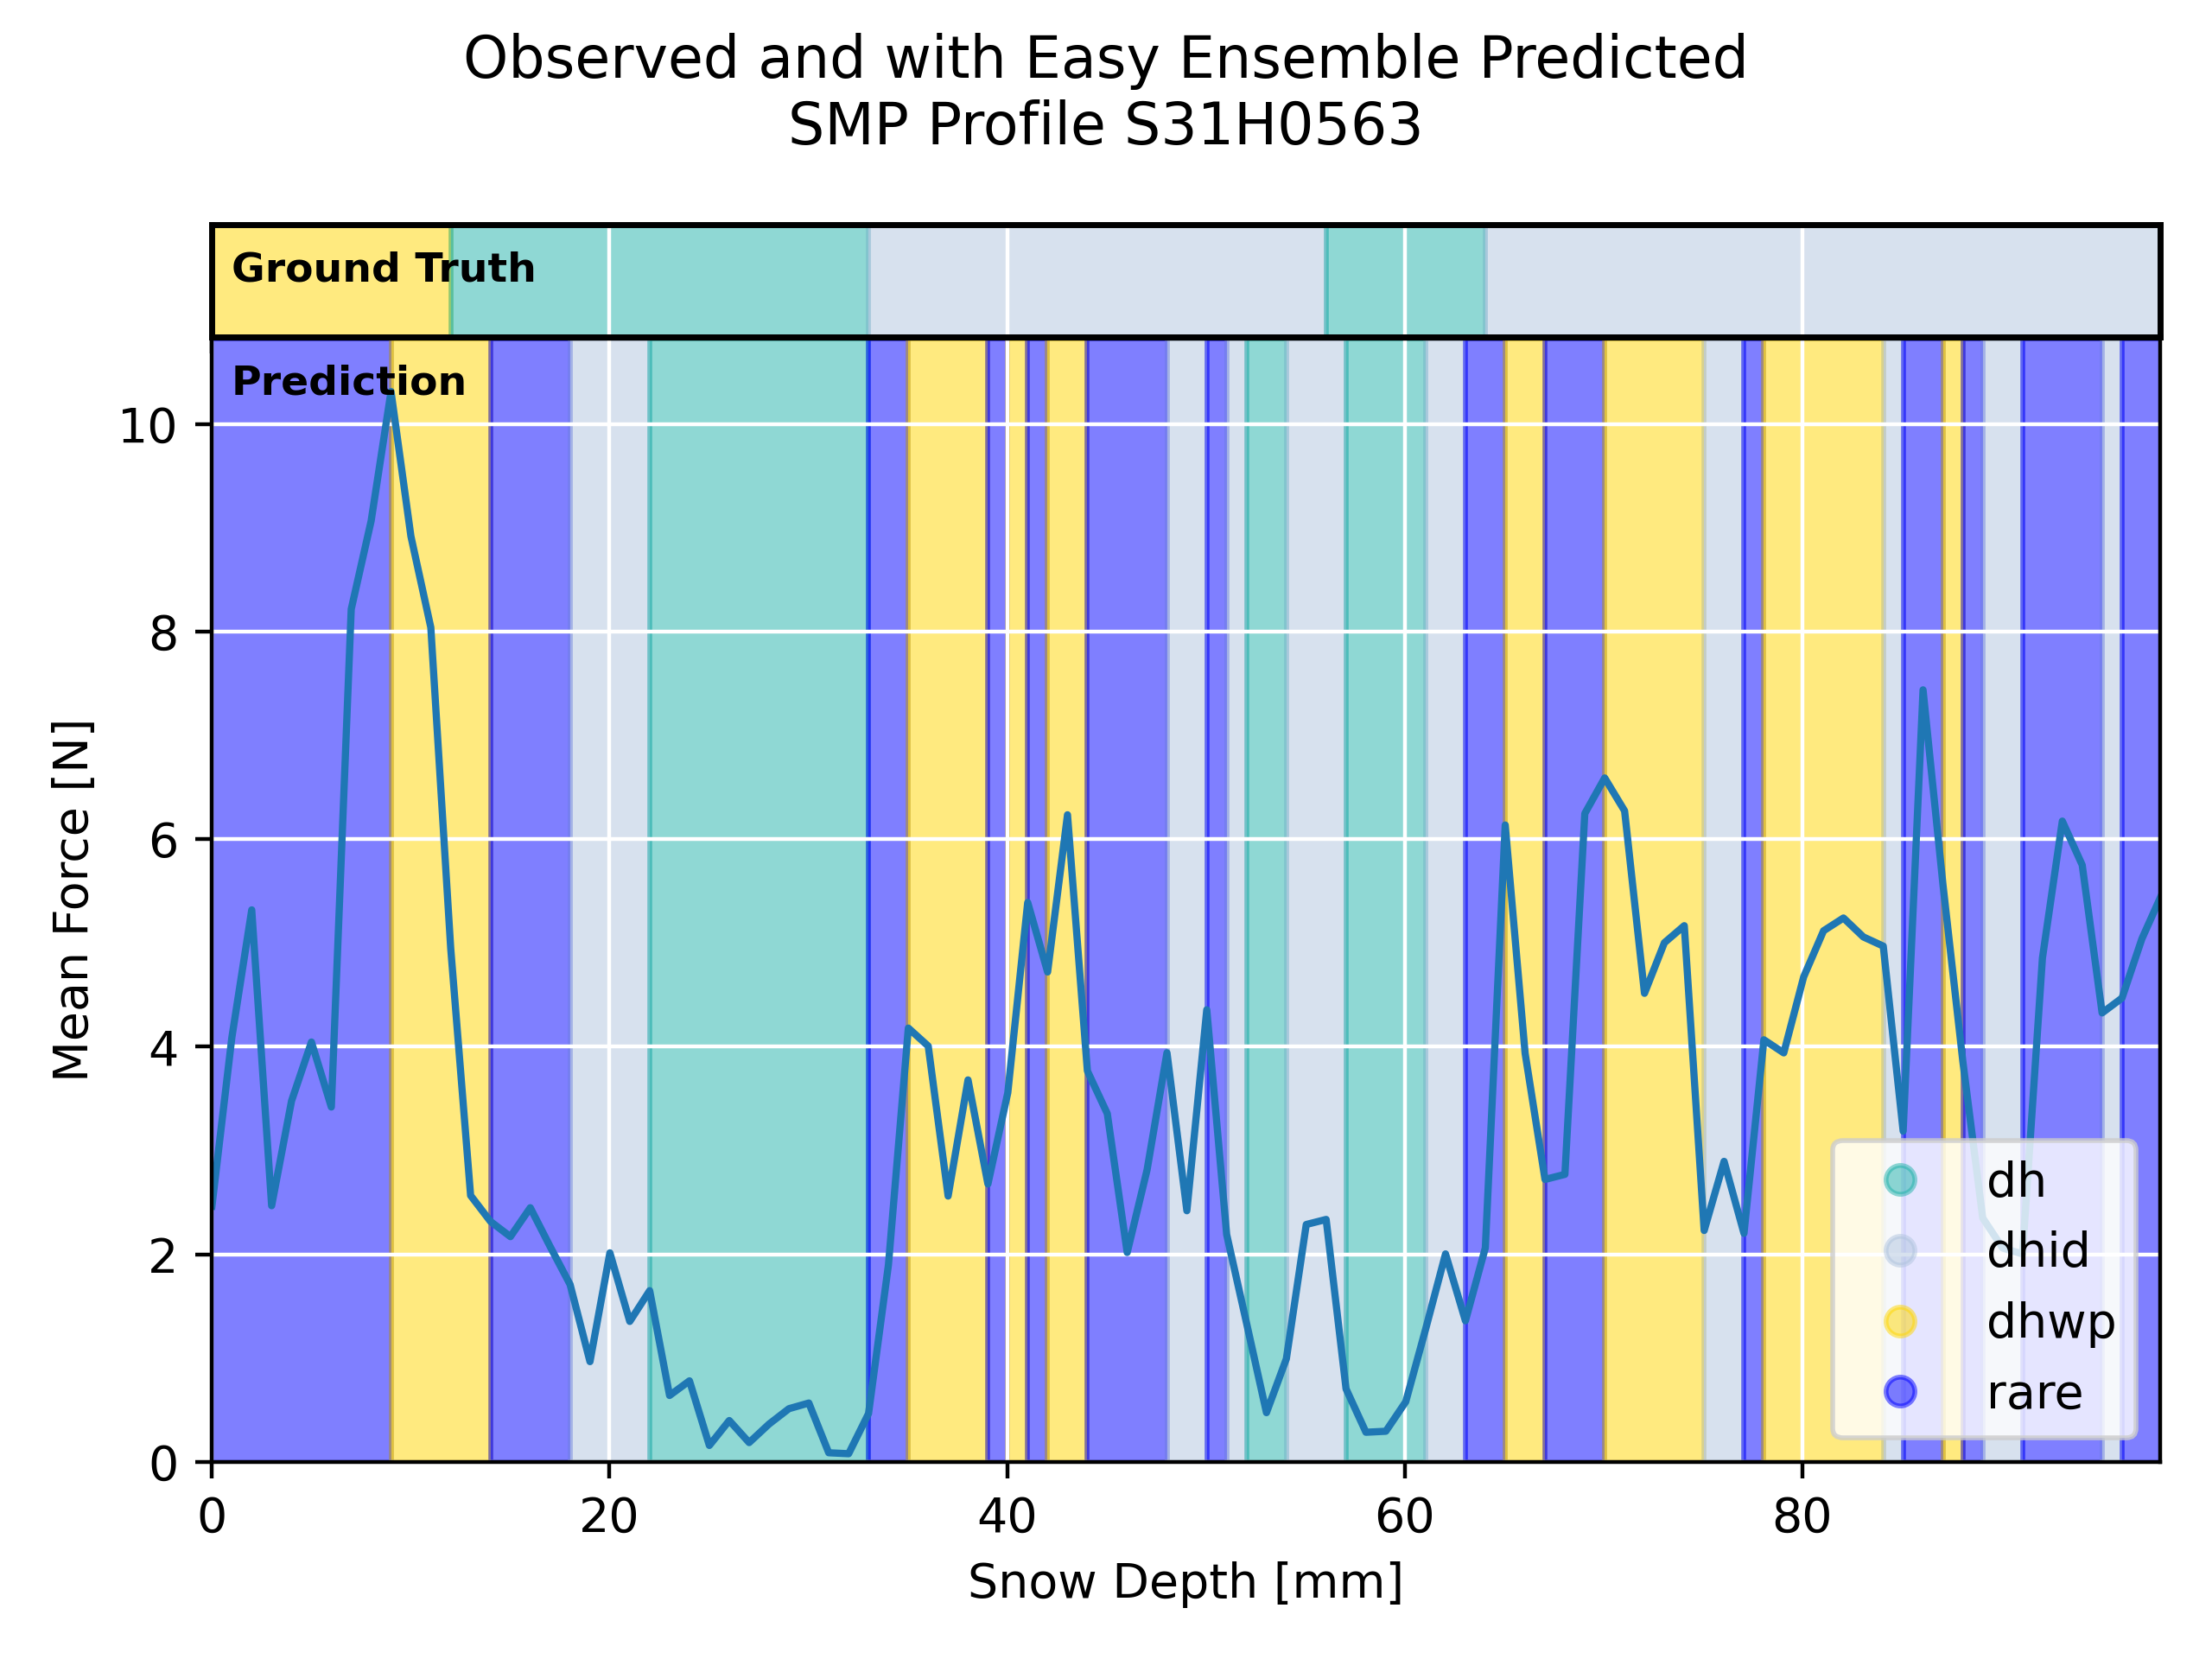 Observed and with Easy Ensemble Predicted
SMP Profile S31H0563
Ground Truth
Prediction
10
8
6
4
2
0
Mean Force [N]
0 20 40 60 80
Snow Depth [mm]
dh
dhid
dhwp
rare